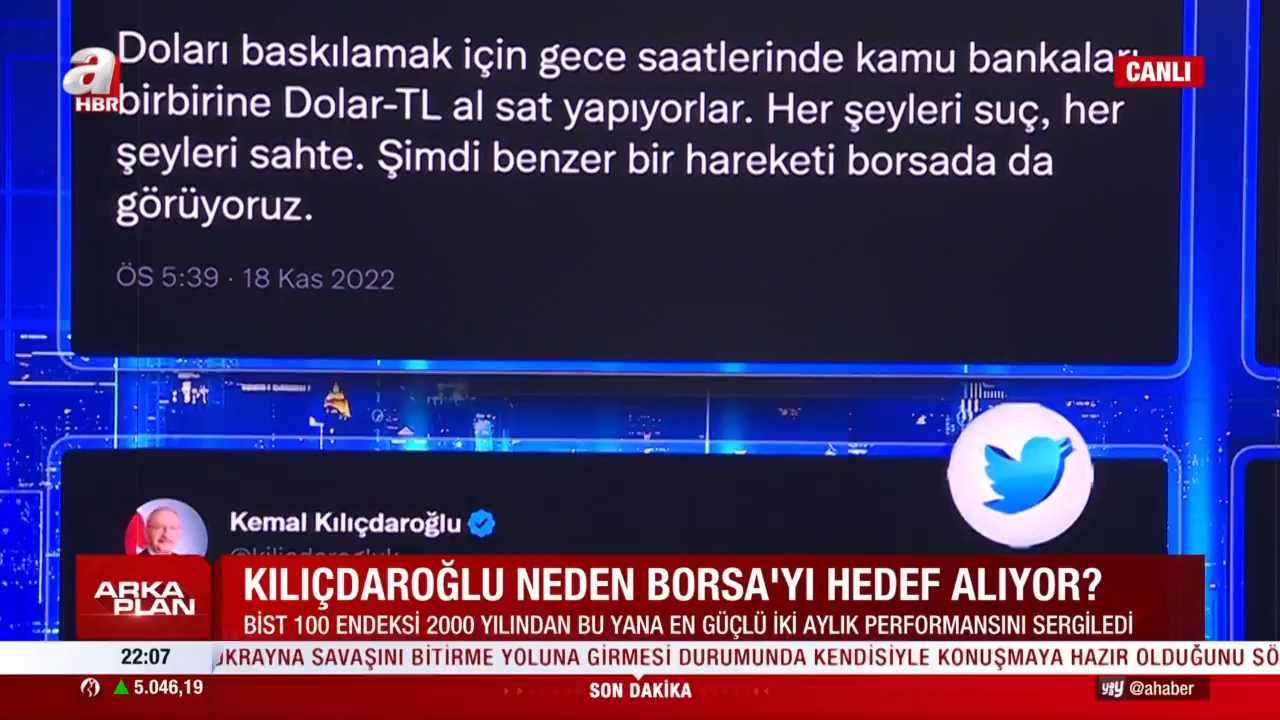 Doları baskılamak için gece saatlerinde kamu bankaları
CANLI
a
HBR
birbirine Dolar-TL al sat yapıyorlar. Her şeyleri suç, her
şeyleri sahte. Şimdi benzer bir hareketi borsada da
görüyoruz.
ÖS 5:39 · 18 Kas 2022
Kemal Kılıçdaroğlu
ARKA
PLAN
KILIÇDAROĞLU NEDEN BORSA'YI HEDEF ALIYOR?
BİST 100 ENDEKSİ 2000 YILINDAN BU YANA EN GÜÇLÜ İKİ AYLIK PERFORMANSINI SERGİLEDİ
22:07
KRAYNA SAVAŞINI BİTİRME YOLUNA GİRMESİ DURUMUNDA KENDİSİYLE KONUŞMAYA HAZIR OLDUĞUNU SÖ
5.046,19
SON DAKİKA
yay @ahaber